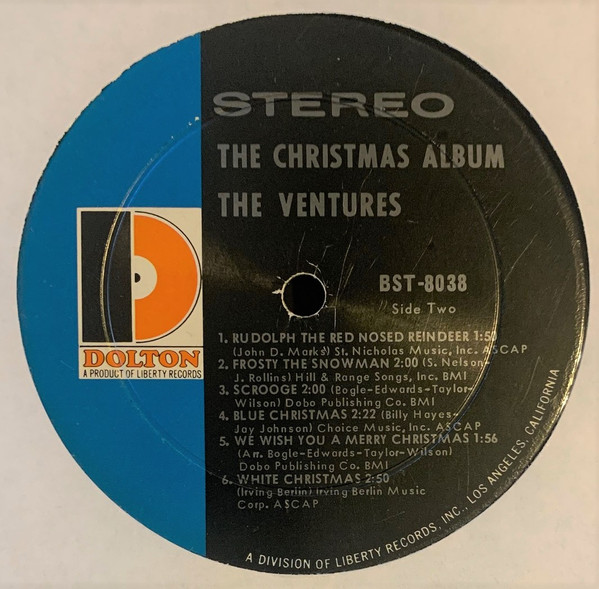 STEREO
THE CHRISTMAS ALBUM
THE VENTURES
BST-8038
Side Two
DOLTON
A PRODUCT OF LIBERTY RECORDS
1. RUDOLPH THE RED NOSED REINDEER 1:53
(John D. Marks) St. Nicholas Music, Inc. ASCAP
2. FROSTY THE SNOWMAN 2:00 (S. Nelson-
J. Rollins) Hill & Range Songs, Inc. BMI
3. SCROOGE 2:00 (Bogle-Edwards-Taylor-
Wilson) Dobo Publishing Co. BMI
4. BLUE CHRISTMAS 2:22 (Billy Hayes-
Jay Johnson) Choice Music, Inc. ASCAP
5. WE WISH YOU A MERRY CHRISTMAS 1:56
(Arr. Bogle-Edwards-Taylor-Wilson)
Dobo Publishing Co. BMI
6. WHITE CHRISTMAS 2:50
(Irving Berlin) Irving Berlin Music
Corp. ASCAP
A DIVISION OF LIBERTY RECORDS, INC., LOS ANGELES, CALIFORNIA